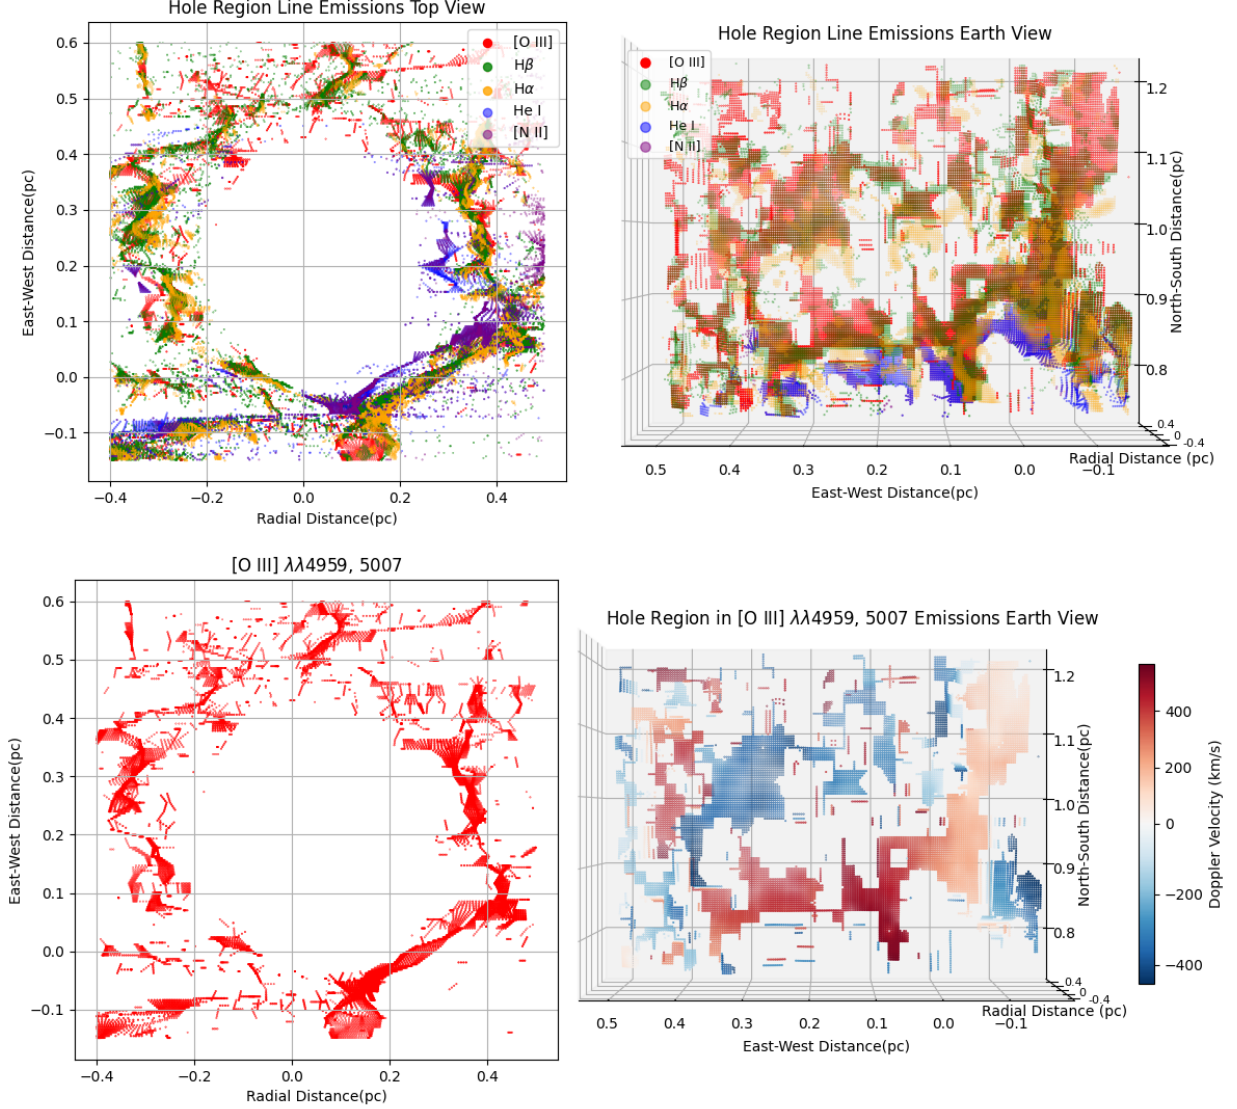 Hole Region Line Emissions Top View
[O III]
Hβ
Hα
He I
[N II]
0.6
0.5
0.4
0.3
0.2
0.1
0.0
−0.1
East-West Distance(pc)
−0.4
−0.2
0.0
0.2
0.4
Radial Distance(pc)
Hole Region Line Emissions Earth View
[O III]
Hβ
Hα
He I
[N II]
1.2
1.1
1.0
0.9
0.8
North-South Distance(pc)
0.4
0
-0.4
Radial Distance (pc)
0.5
0.4
0.3
0.2
0.1
0.0
−0.1
East-West Distance(pc)
[O III] λλ4959, 5007
0.6
0.5
0.4
0.3
0.2
0.1
0.0
−0.1
East-West Distance(pc)
−0.4
−0.2
0.0
0.2
0.4
Radial Distance(pc)
Hole Region in [O III] λλ4959, 5007 Emissions Earth View
1.2
1.1
1.0
0.9
0.8
North-South Distance(pc)
0.4
0
-0.4
Radial Distance (pc)
0.5
0.4
0.3
0.2
0.1
0.0
−0.1
East-West Distance(pc)
400
200
0
−200
−400
Doppler Velocity (km/s)